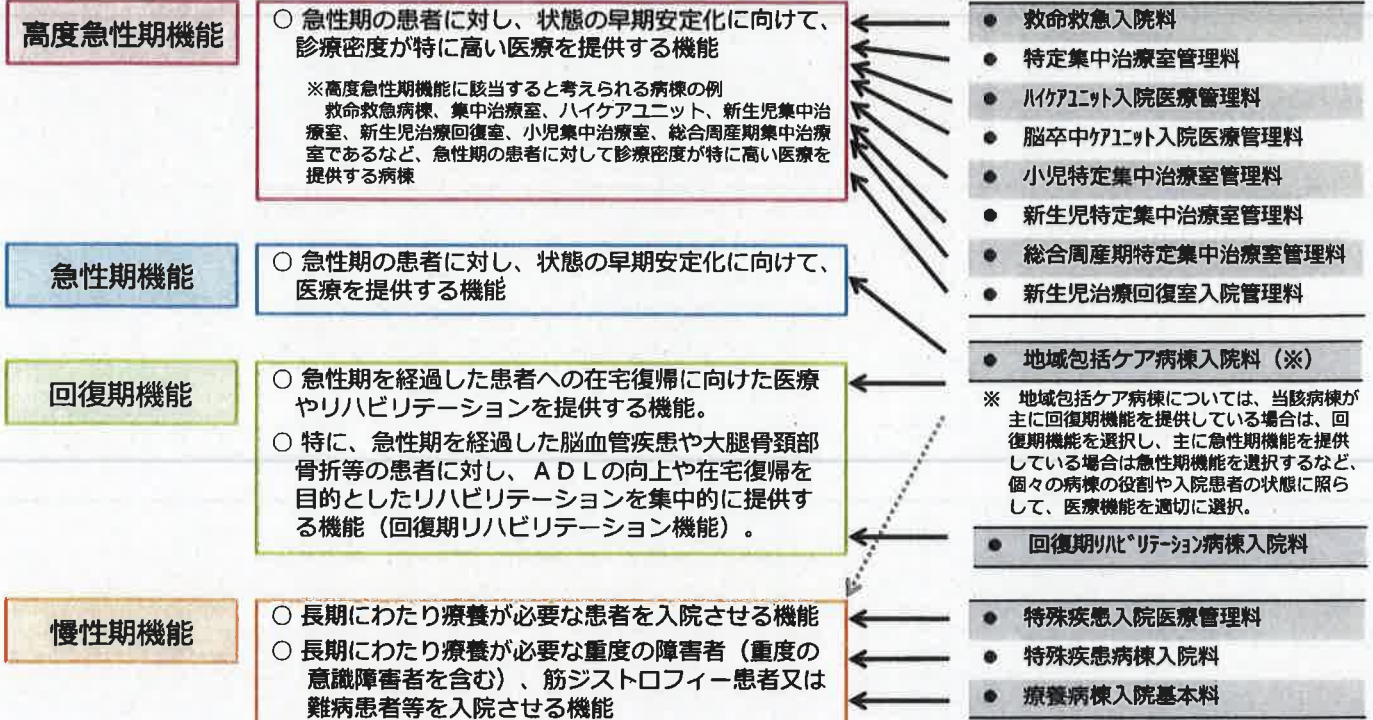 高度急性期機能
○ 急性期の患者に対し、状態の早期安定化に向けて、
診療密度が特に高い医療を提供する機能
※高度急性期機能に該当すると考えられる病棟の例
救命救急病棟、集中治療室、ハイケアユニット、新生児集中治
療室、新生児治療回復室、小児集中治療室、総合周産期集中治療
室であるなど、急性期の患者に対して診療密度が特に高い医療を
提供する病棟
● 救命救急入院料
● 特定集中治療室管理料
● ﾊｲｹｱﾕﾆｯﾄ入院医療管理料
● 脳卒中ｹｱﾕﾆｯﾄ入院医療管理料
● 小児特定集中治療室管理料
● 新生児特定集中治療室管理料
● 総合周産期特定集中治療室管理料
● 新生児治療回復室入院管理料
急性期機能
○ 急性期の患者に対し、状態の早期安定化に向けて、
医療を提供する機能
回復期機能
○ 急性期を経過した患者への在宅復帰に向けた医療
やリハビリテーションを提供する機能。
○ 特に、急性期を経過した脳血管疾患や大腿骨頚部
骨折等の患者に対し、ＡＤＬの向上や在宅復帰を
目的としたリハビリテーションを集中的に提供す
る機能（回復期リハビリテーション機能）。
● 地域包括ケア病棟入院料（※）
※ 地域包括ケア病棟については、当該病棟が
主に回復期機能を提供している場合は、回
復期機能を選択し、主に急性期機能を提供
している場合は急性期機能を選択するなど、
個々の病棟の役割や入院患者の状態に照ら
して、医療機能を適切に選択。
● 回復期ﾘﾊﾋﾞﾘﾃｰｼｮﾝ病棟入院料
慢性期機能
○ 長期にわたり療養が必要な患者を入院させる機能
○ 長期にわたり療養が必要な重度の障害者（重度の
意識障害者を含む）、筋ジストロフィー患者又は
難病患者等を入院させる機能
● 特殊疾患入院医療管理料
● 特殊疾患病棟入院料
● 療養病棟入院基本料